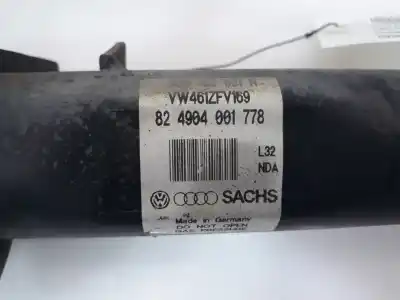 VW461ZFV169
82 4904 001 778
L32
NDA
SACHS
Made in Germany
DO NOT OPEN